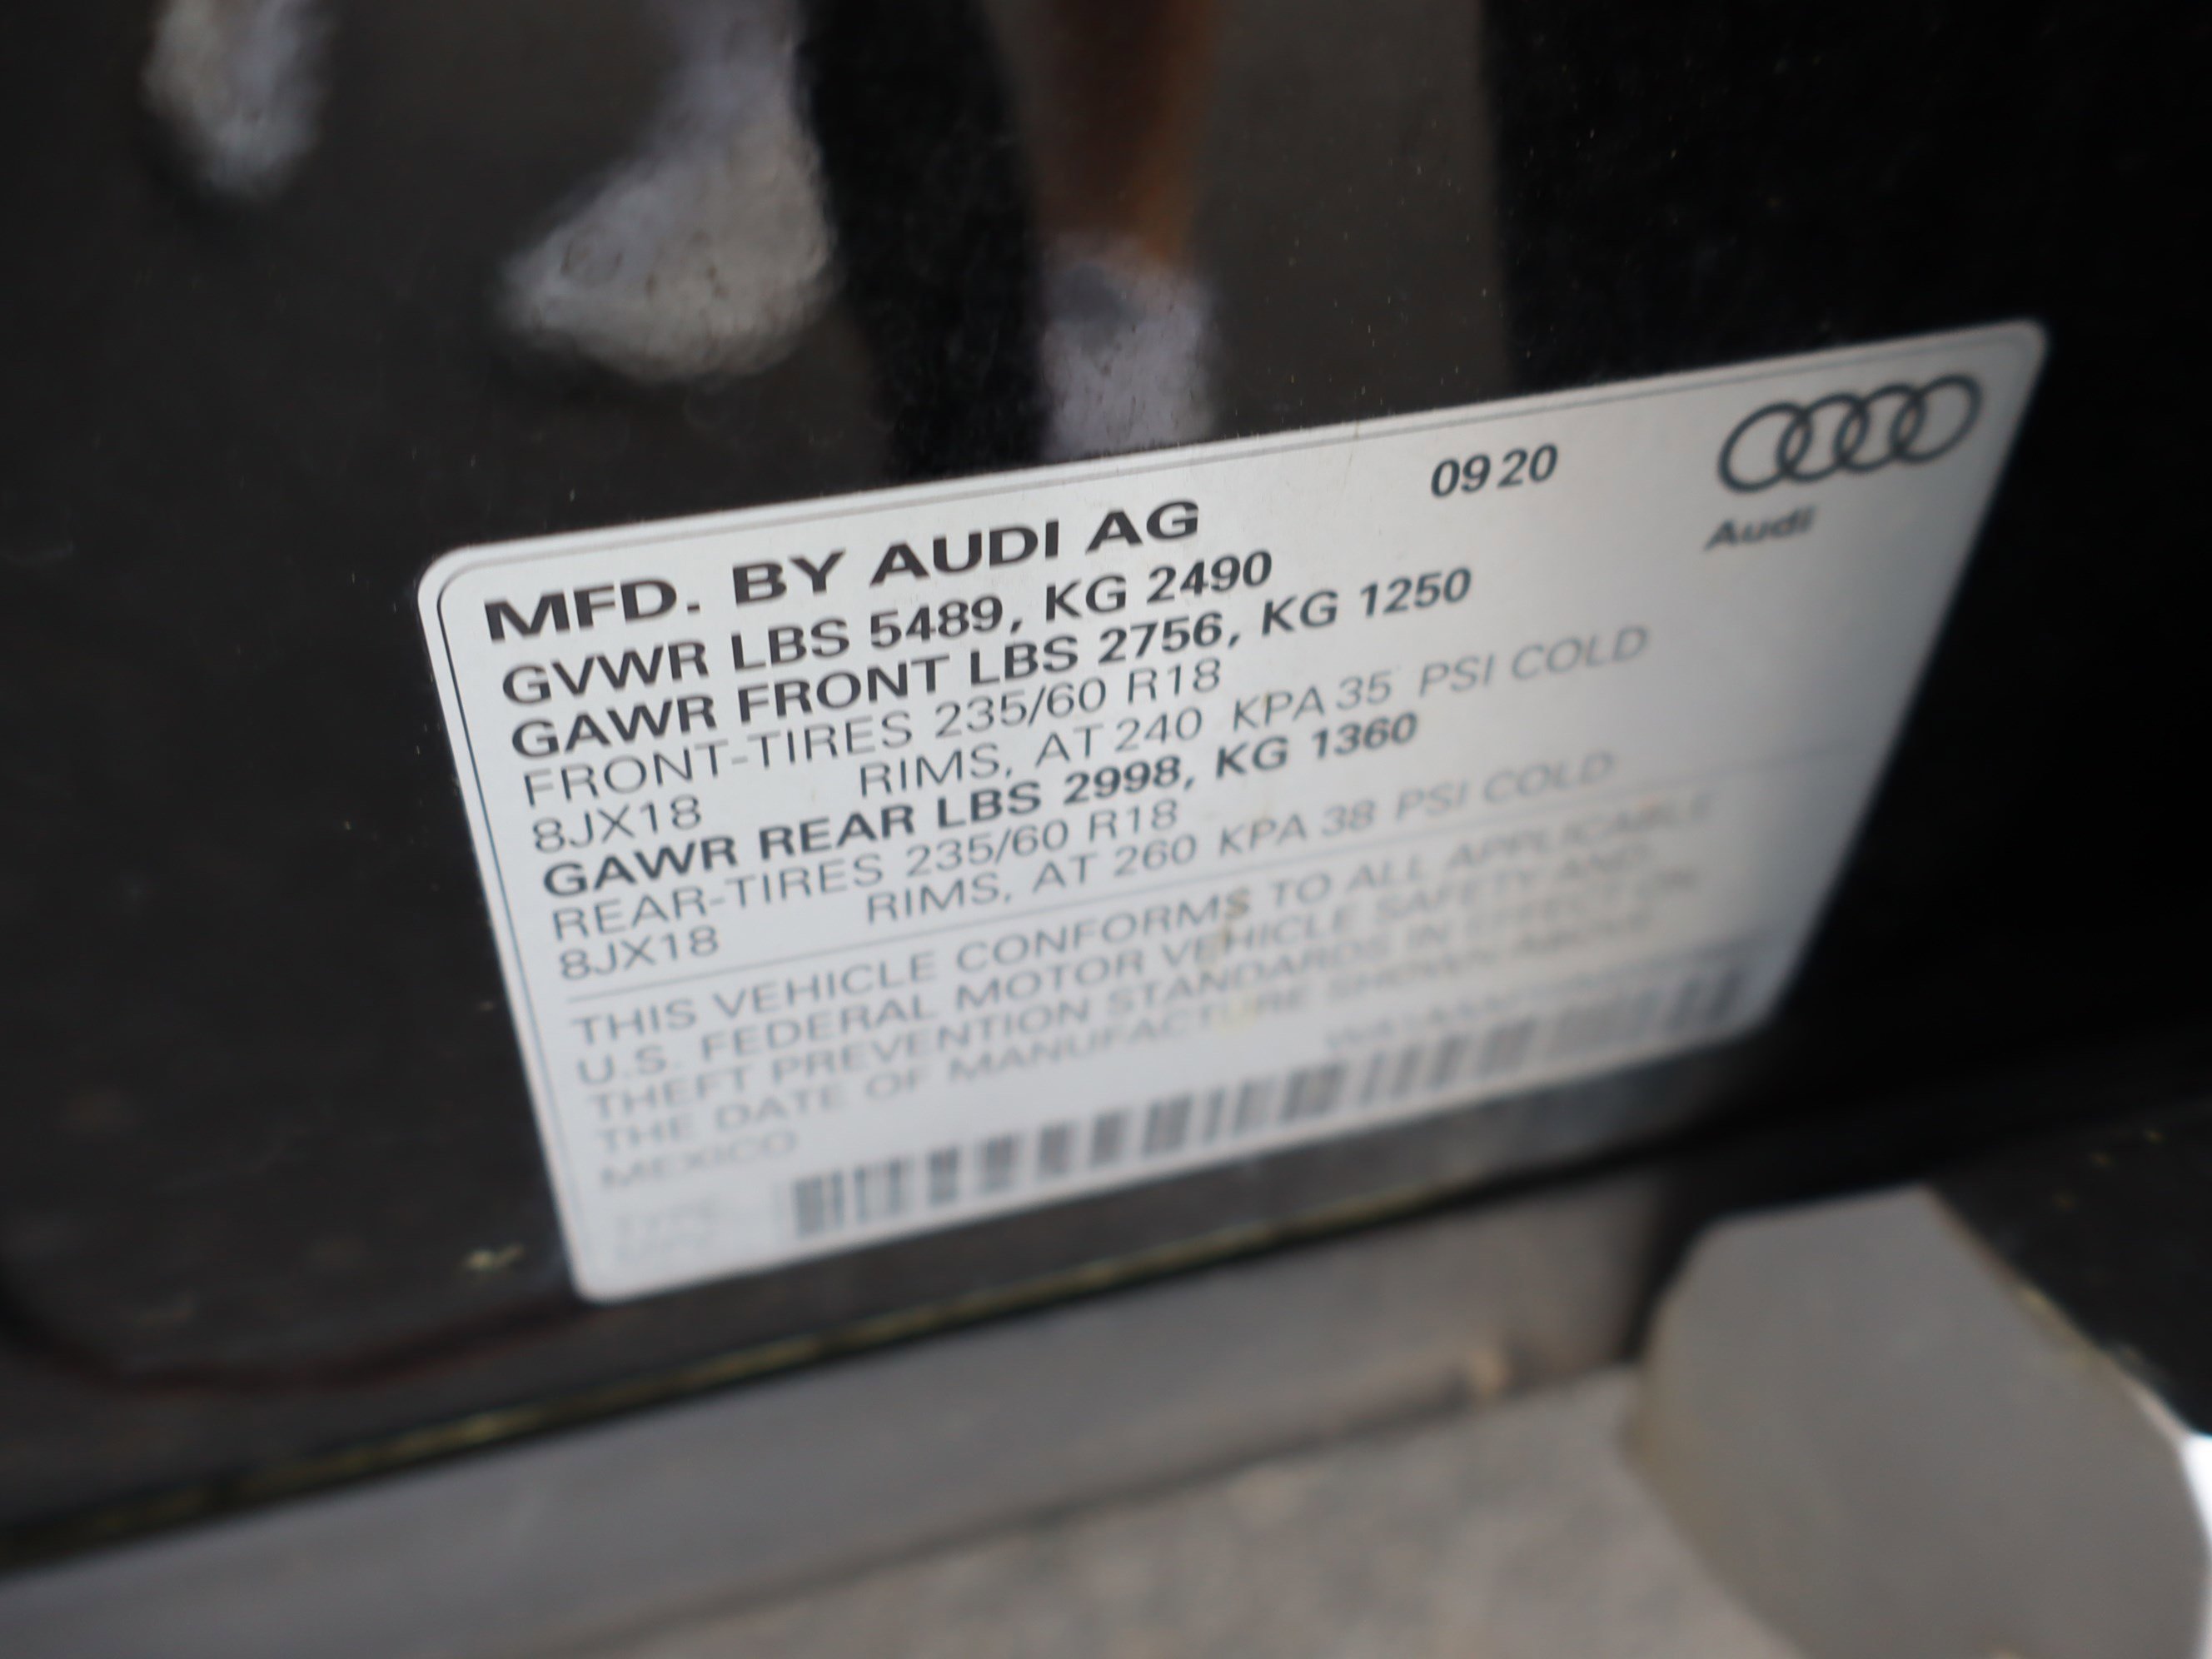 09 20
Audi
MFD. BY AUDI AG
GVWR LBS 5489, KG 2490
GAWR FRONT LBS 2756, KG 1250
FRONT-TIRES 235/60 R18
8JX18 RIMS, AT 240 KPA 35 PSI COLD
GAWR REAR LBS 2998, KG 1360
REAR-TIRES 235/60 R18
8JX18 RIMS, AT 260 KPA 38 PSI COLD
THIS VEHICLE CONFORMS TO ALL APPLICABLE
U.S. FEDERAL MOTOR VEHICLE SAFETY AND
THEFT PREVENTION STANDARDS IN EFFECT ON
THE DATE OF MANUFACTURE SHOWN ABOVE
MEXICO